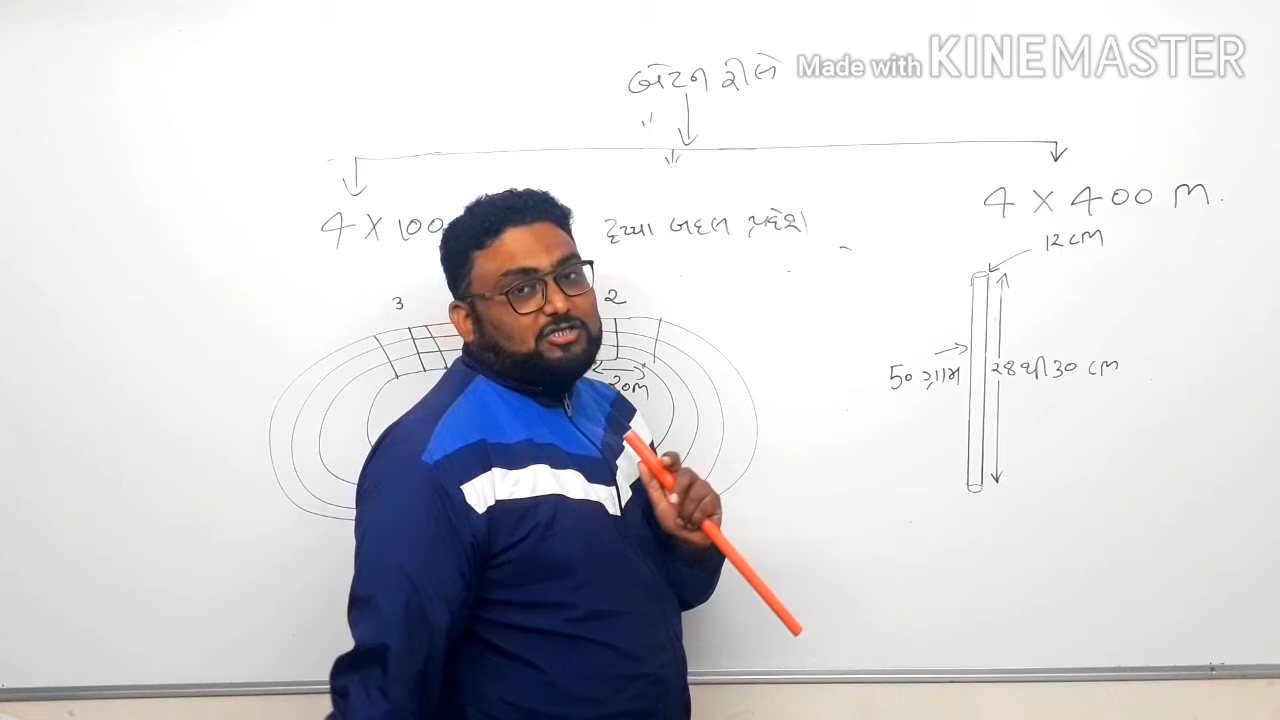 બેટન રીલે
Made with KINEMASTER
4 X 100
બદલ પ્રદેશ
4 X 400 M.
12 CM
3
2
20M
50 ગ્રામ
28 થી 30 CM